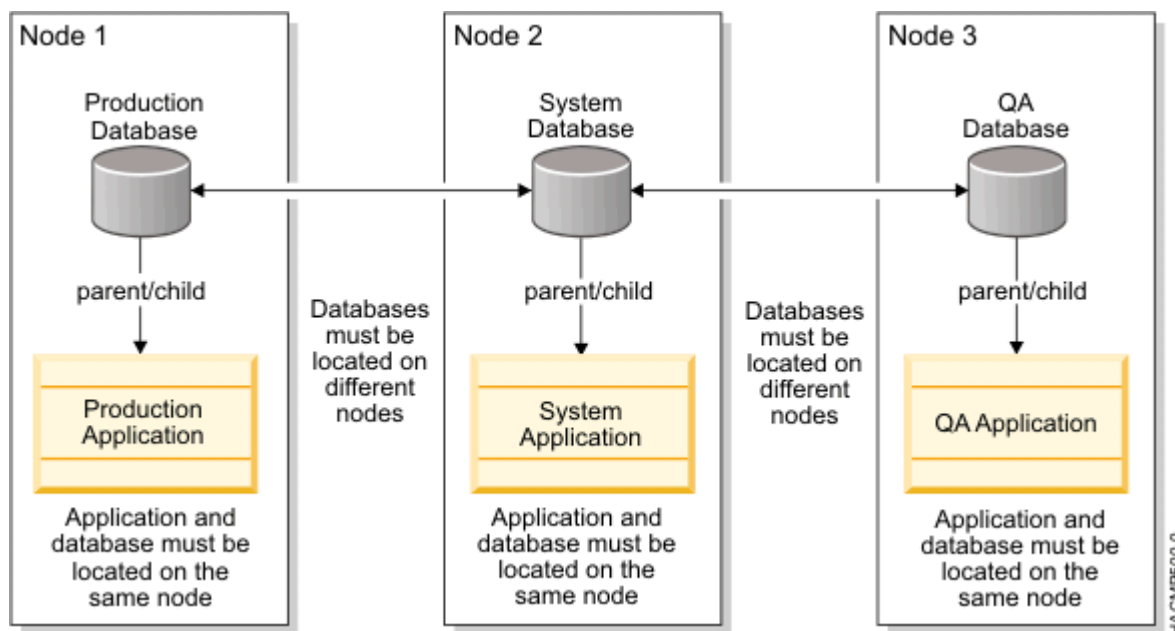 Node 1
Production
Database
parent/child
Production
Application
Application and
database must be
located on the
same node
Databases
must be
located on
different
nodes
Node 2
System
Database
parent/child
System
Application
Application and
database must be
located on the
same node
Databases
must be
located on
different
nodes
Node 3
QA
Database
parent/child
QA Application
Application and
database must be
located on the
same node